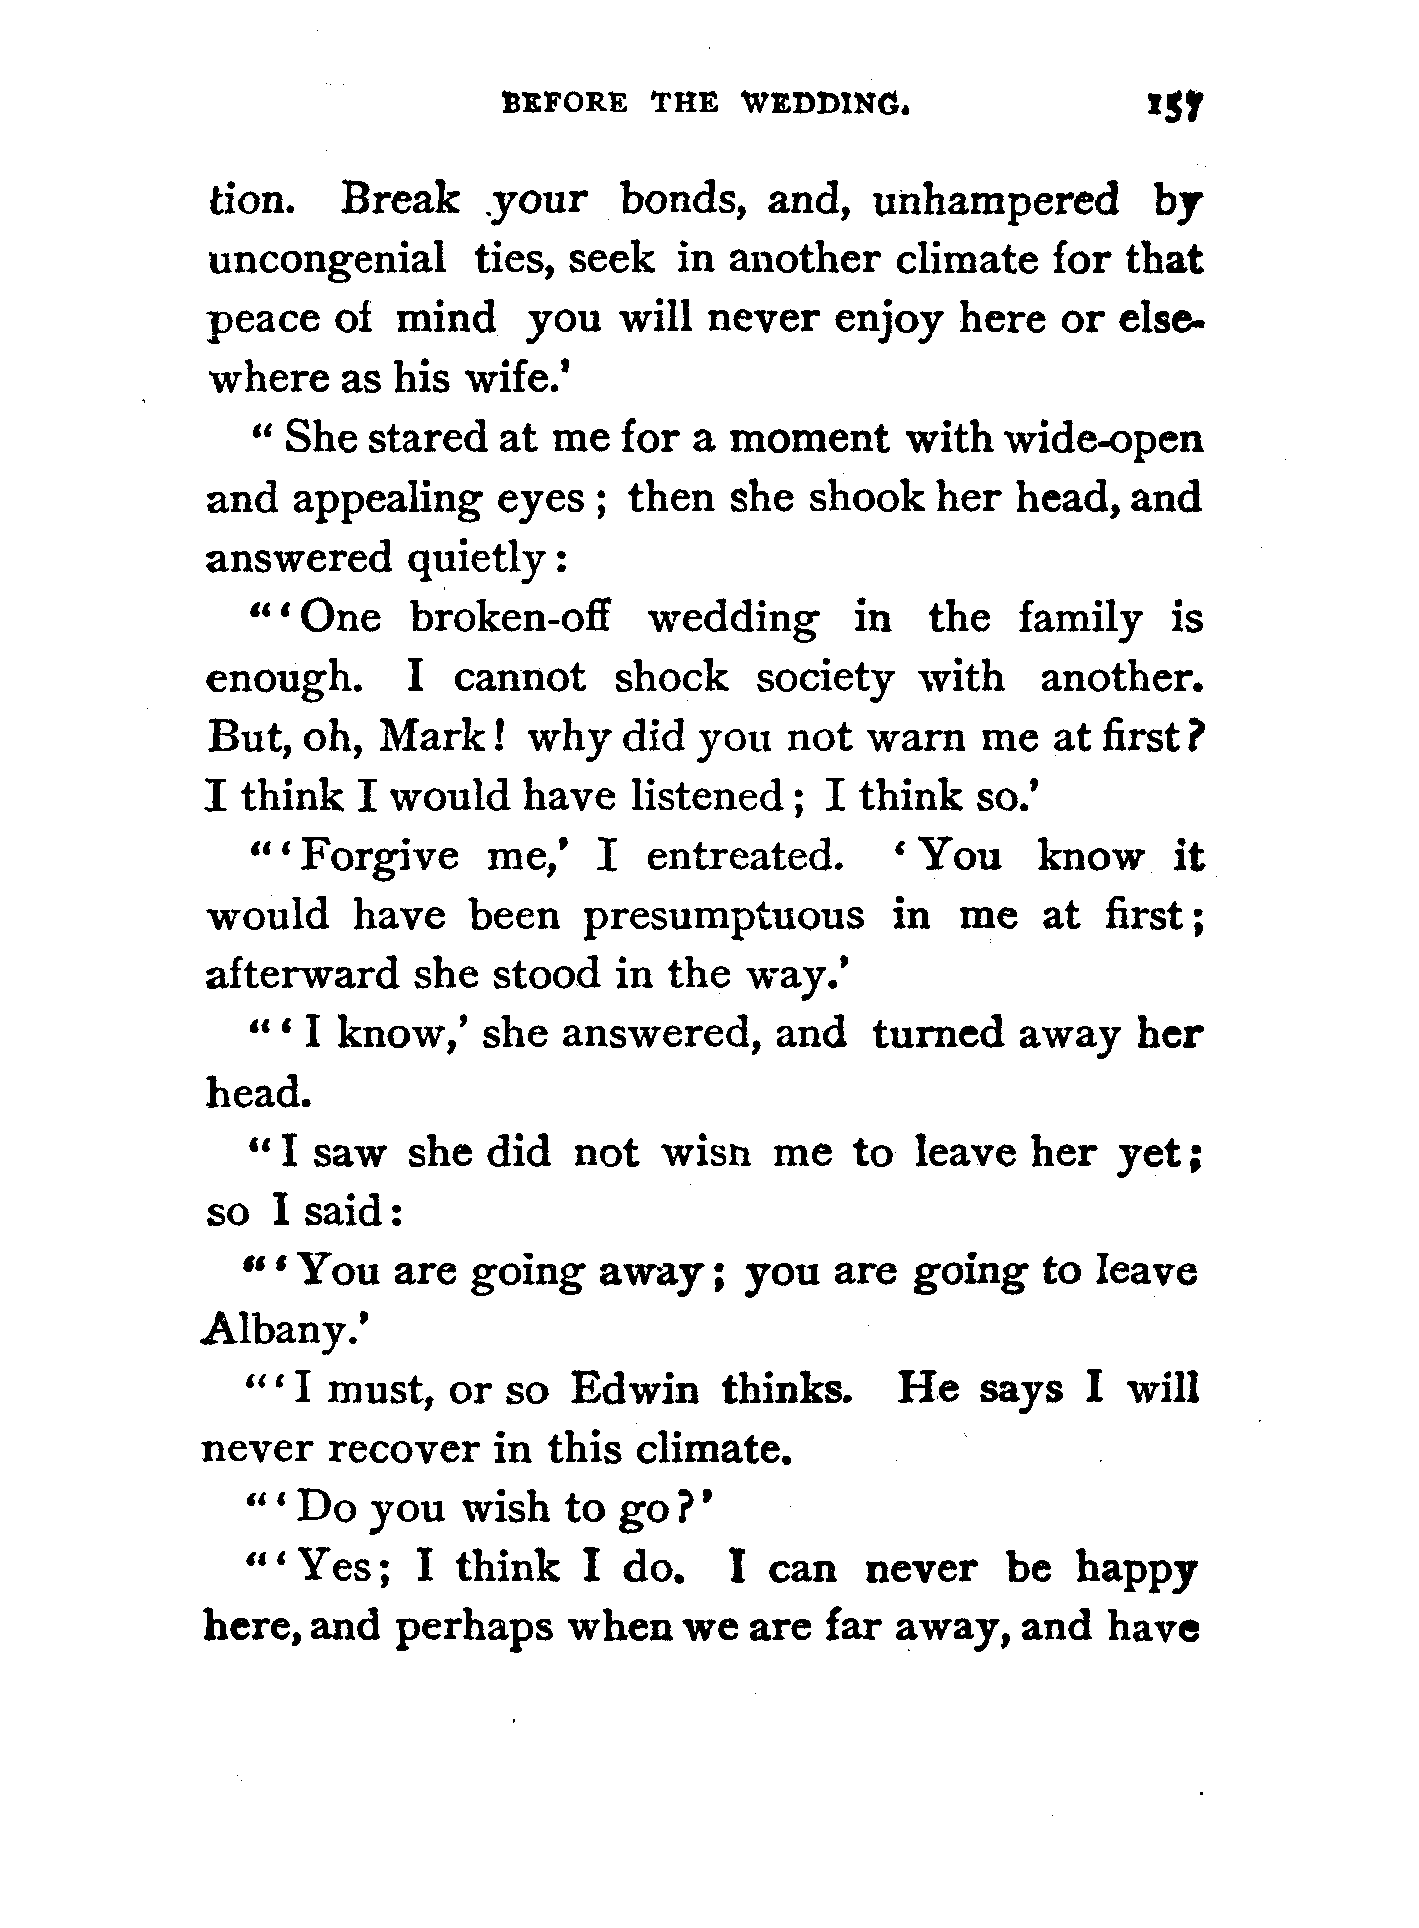 BEFORE THE WEDDING. 157
tion. Break your bonds, and, unhampered by
uncongenial ties, seek in another climate for that
peace of mind you will never enjoy here or else-
where as his wife.'
" She stared at me for a moment with wide-open
and appealing eyes ; then she shook her head, and
answered quietly :
" ' One broken-off wedding in the family is
enough. I cannot shock society with another.
But, oh, Mark ! why did you not warn me at first ?
I think I would have listened ; I think so.'
" ' Forgive me,' I entreated. ' You know it
would have been presumptuous in me at first ;
afterward she stood in the way.'
" ' I know,' she answered, and turned away her
head.
" I saw she did not wish me to leave her yet ;
so I said :
" ' You are going away ; you are going to leave
Albany.'
" ' I must, or so Edwin thinks. He says I will
never recover in this climate.
" ' Do you wish to go ? '
" ' Yes ; I think I do. I can never be happy
here, and perhaps when we are far away, and have